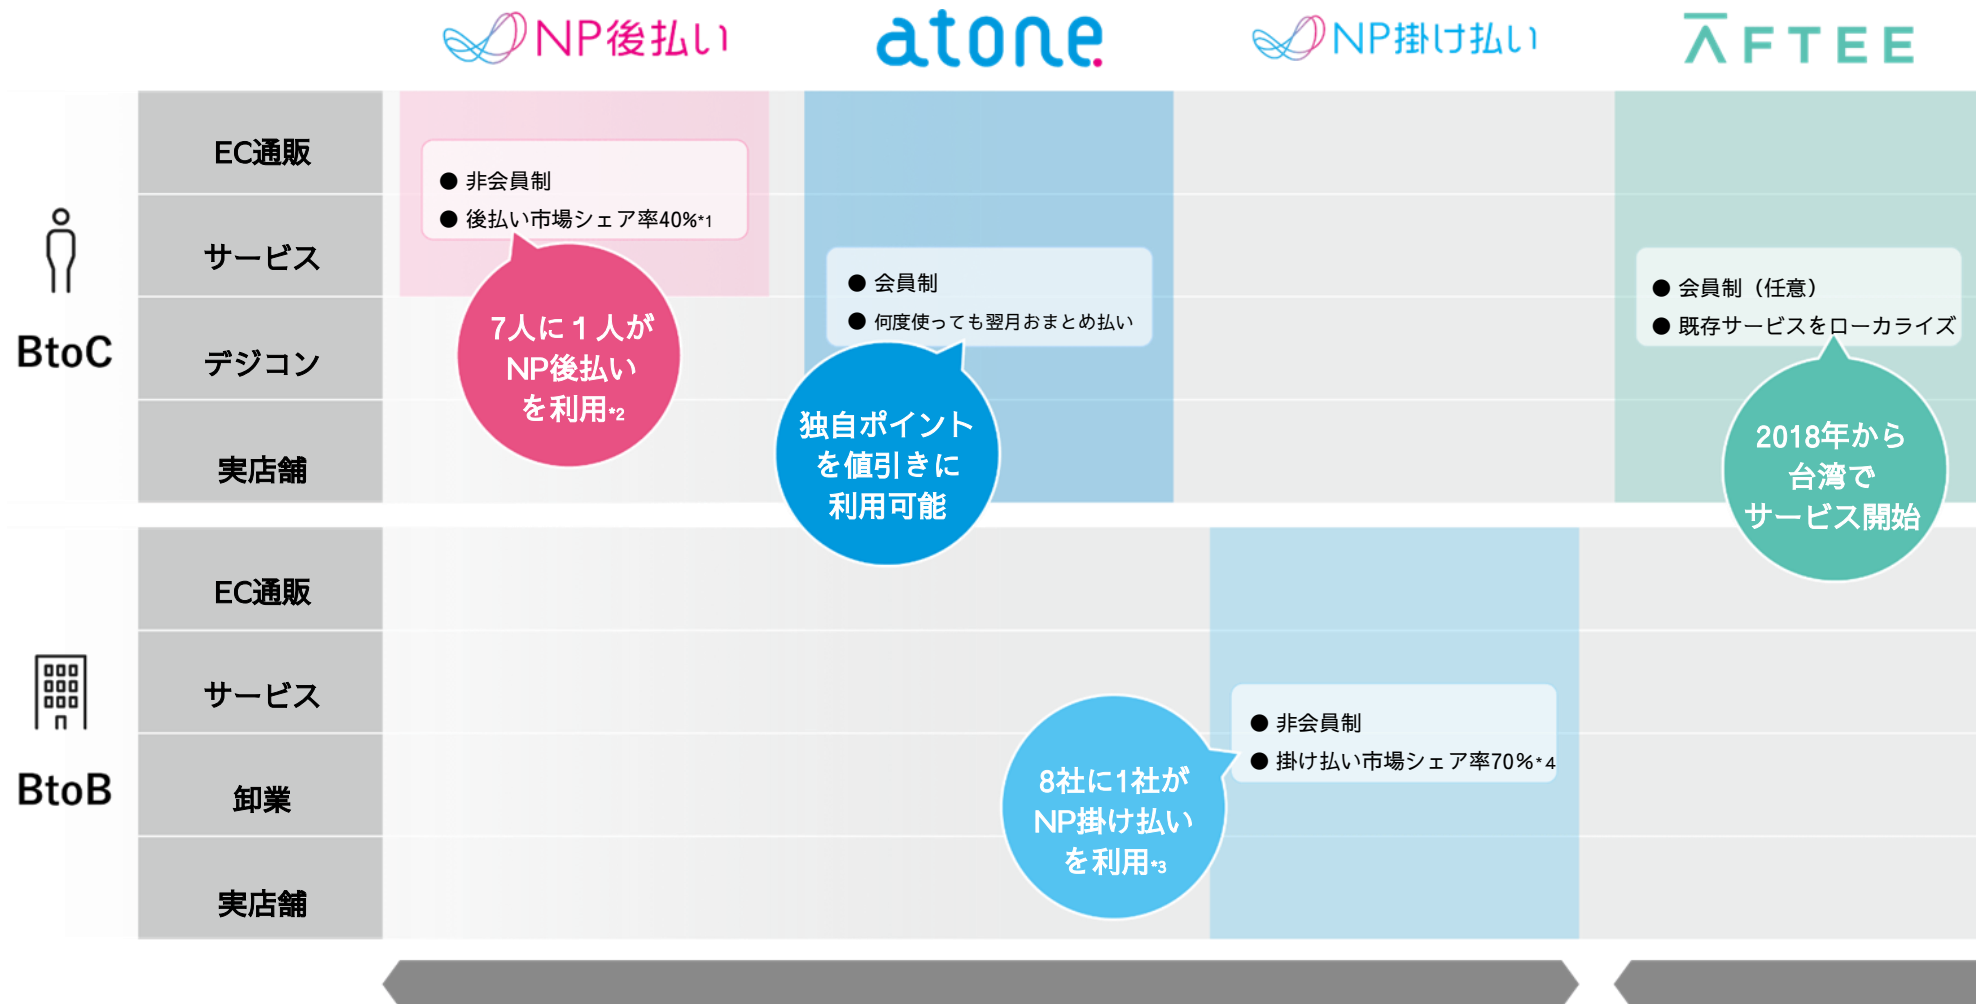 NP後払い
atone
NP掛け払い
AFTEE
BtoC
EC通販
サービス
デジコン
実店舗
● 非会員制
● 後払い市場シェア率40%*1
7人に１人が
NP後払い
を利用*2
● 会員制
● 何度使っても翌月おまとめ払い
独自ポイント
を値引きに
利用可能
● 会員制（任意）
● 既存サービスをローカライズ
2018年から
台湾で
サービス開始
BtoB
EC通販
サービス
卸業
実店舗
8社に1社が
NP掛け払い
を利用*3
● 非会員制
● 掛け払い市場シェア率70%*4